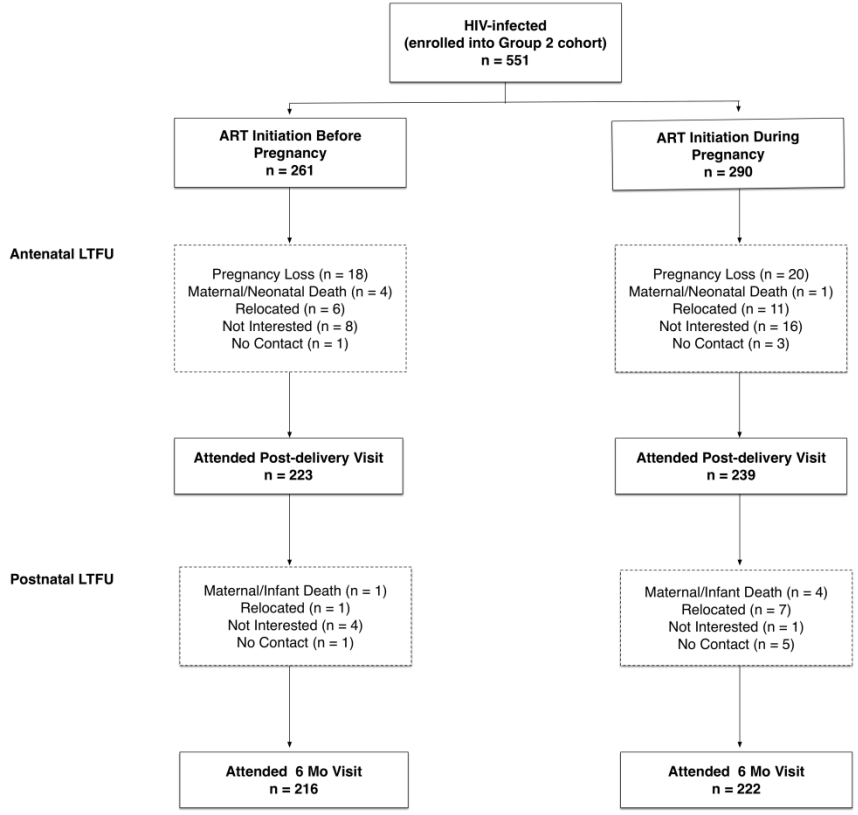 HIV-infected
(enrolled into Group 2 cohort)
n = 551
ART Initiation Before
Pregnancy
n = 261
ART Initiation During
Pregnancy
n = 290
Antenatal LTFU
Pregnancy Loss (n = 18)
Maternal/Neonatal Death (n = 4)
Relocated (n = 6)
Not Interested (n = 8)
No Contact (n = 1)
Pregnancy Loss (n = 20)
Maternal/Neonatal Death (n = 1)
Relocated (n = 11)
Not Interested (n = 16)
No Contact (n = 3)
Attended Post-delivery Visit
n = 223
Attended Post-delivery Visit
n = 239
Postnatal LTFU
Maternal/Infant Death (n = 1)
Relocated (n = 1)
Not Interested (n = 4)
No Contact (n = 1)
Maternal/Infant Death (n = 4)
Relocated (n = 7)
Not Interested (n = 1)
No Contact (n = 5)
Attended 6 Mo Visit
n = 216
Attended 6 Mo Visit
n = 222